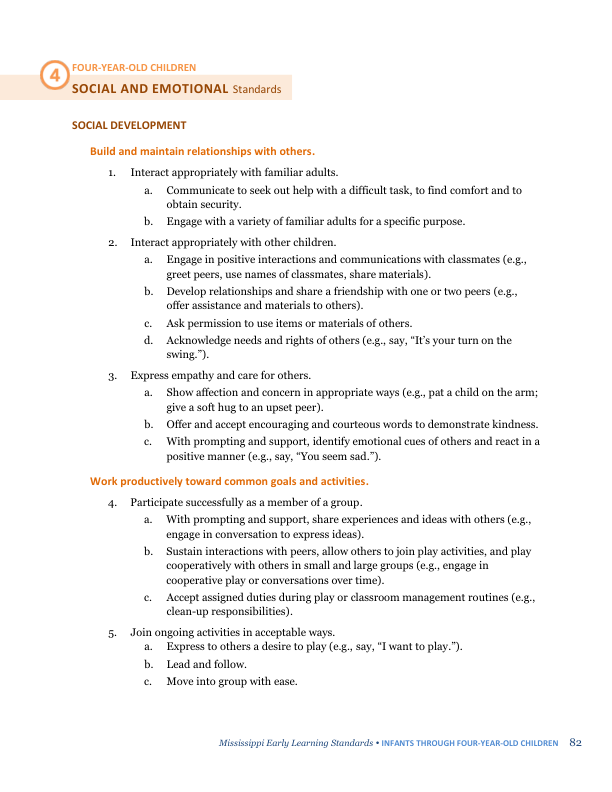 4
FOUR-YEAR-OLD CHILDREN
SOCIAL AND EMOTIONAL Standards
SOCIAL DEVELOPMENT
Build and maintain relationships with others.
1. Interact appropriately with familiar adults.
a. Communicate to seek out help with a difficult task, to find comfort and to
obtain security.
b. Engage with a variety of familiar adults for a specific purpose.
2. Interact appropriately with other children.
a. Engage in positive interactions and communications with classmates (e.g.,
greet peers, use names of classmates, share materials).
b. Develop relationships and share a friendship with one or two peers (e.g.,
offer assistance and materials to others).
c. Ask permission to use items or materials of others.
d. Acknowledge needs and rights of others (e.g., say, “It’s your turn on the
swing.”).
3. Express empathy and care for others.
a. Show affection and concern in appropriate ways (e.g., pat a child on the arm;
give a soft hug to an upset peer).
b. Offer and accept encouraging and courteous words to demonstrate kindness.
c. With prompting and support, identify emotional cues of others and react in a
positive manner (e.g., say, “You seem sad.”).
Work productively toward common goals and activities.
4. Participate successfully as a member of a group.
a. With prompting and support, share experiences and ideas with others (e.g.,
engage in conversation to express ideas).
b. Sustain interactions with peers, allow others to join play activities, and play
cooperatively with others in small and large groups (e.g., engage in
cooperative play or conversations over time).
c. Accept assigned duties during play or classroom management routines (e.g.,
clean-up responsibilities).
5. Join ongoing activities in acceptable ways.
a. Express to others a desire to play (e.g., say, “I want to play.”).
b. Lead and follow.
c. Move into group with ease.
Mississippi Early Learning Standards • INFANTS THROUGH FOUR-YEAR-OLD CHILDREN 82